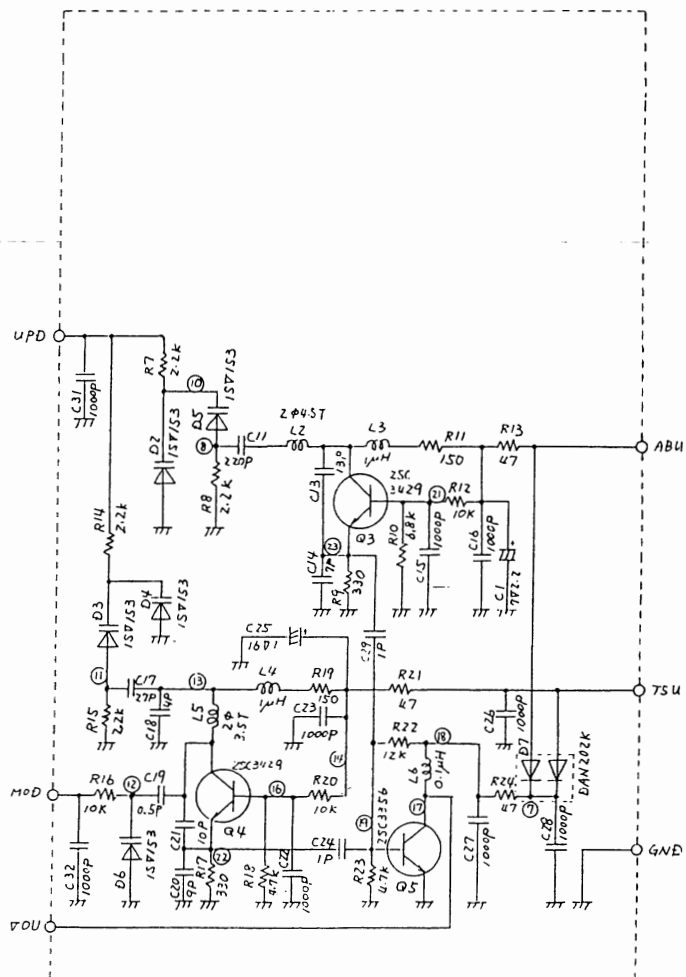 UPD
C31
1000P
R7
2.2k
10
D5
1SV153
D2
1SV153
8
C11
220P
R8
2.2k
2φ4.5T
L2
L3
1μH
R11
150
R13
47
ABU
C13
13P
2SC
3429
Q3
21
R12
10K
R10
6.8k
C15
1000P
C16
1000P
C1
C14
7P
23
R9
330
R14
2.2k
D3
1SV153
D4
1SV153
C25
16V1
C29
1P
11
C17
27P
13
L4
1μH
R19
150
R21
47
TSU
R15
2.2k
C18
4P
L5
2φ
3.5T
C23
1000P
14
R22
12k
18
L6
0.1μH
C26
1000P
D7
DAN202K
MOD
R16
10K
12
C19
0.5P
2SC3429
16
R20
10k
Q4
19
2SC3356
17
R24
47
7
C28
1000P
C32
1000P
D6
1SV153
C21
10P
C20
9P
R17
330
22
R18
4.7k
C22
1000P
C24
1P
R23
4.7k
Q5
C27
1000P
GND
VOU